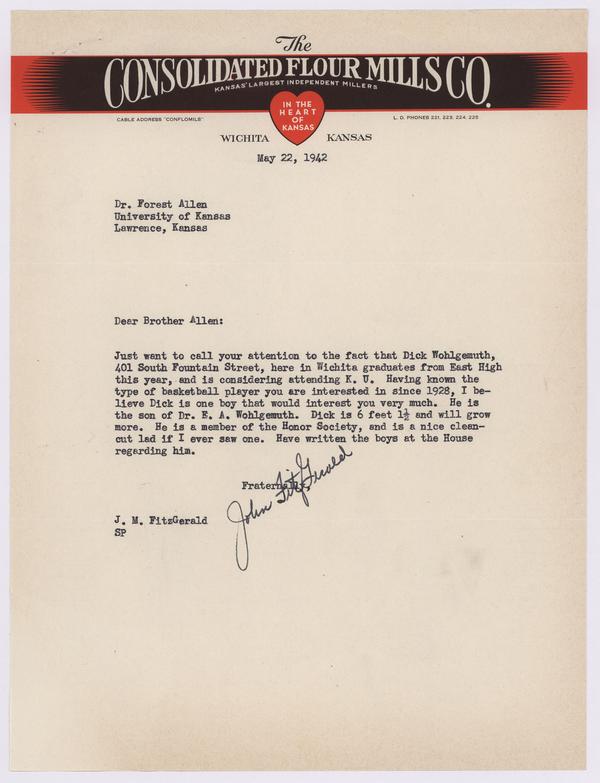 The
CONSOLIDATED FLOUR MILLS CO.
KANSAS' LARGEST INDEPENDENT MILLERS
IN THE
HEART
OF
KANSAS
CABLE ADDRESS "CONFLOMILS"
L. D. PHONES 221, 223, 224, 225
WICHITA KANSAS
May 22, 1942
Dr. Forest Allen
University of Kansas
Lawrence, Kansas
Dear Brother Allen:
Just want to call your attention to the fact that Dick Wohlgemuth,
401 South Fountain Street, here in Wichita graduates from East High
this year, and is considering attending K. U. Having known the
type of basketball player you are interested in since 1928, I be-
lieve Dick is one boy that would interest you very much. He is
the son of Dr. E. A. Wohlgemuth. Dick is 6 feet 1½ and will grow
more. He is a member of the Honor Society, and is a nice clean-
cut lad if I ever saw one. Have written the boys at the House
regarding him.
Fraternally,
John FitzGerald
J. M. FitzGerald
SP